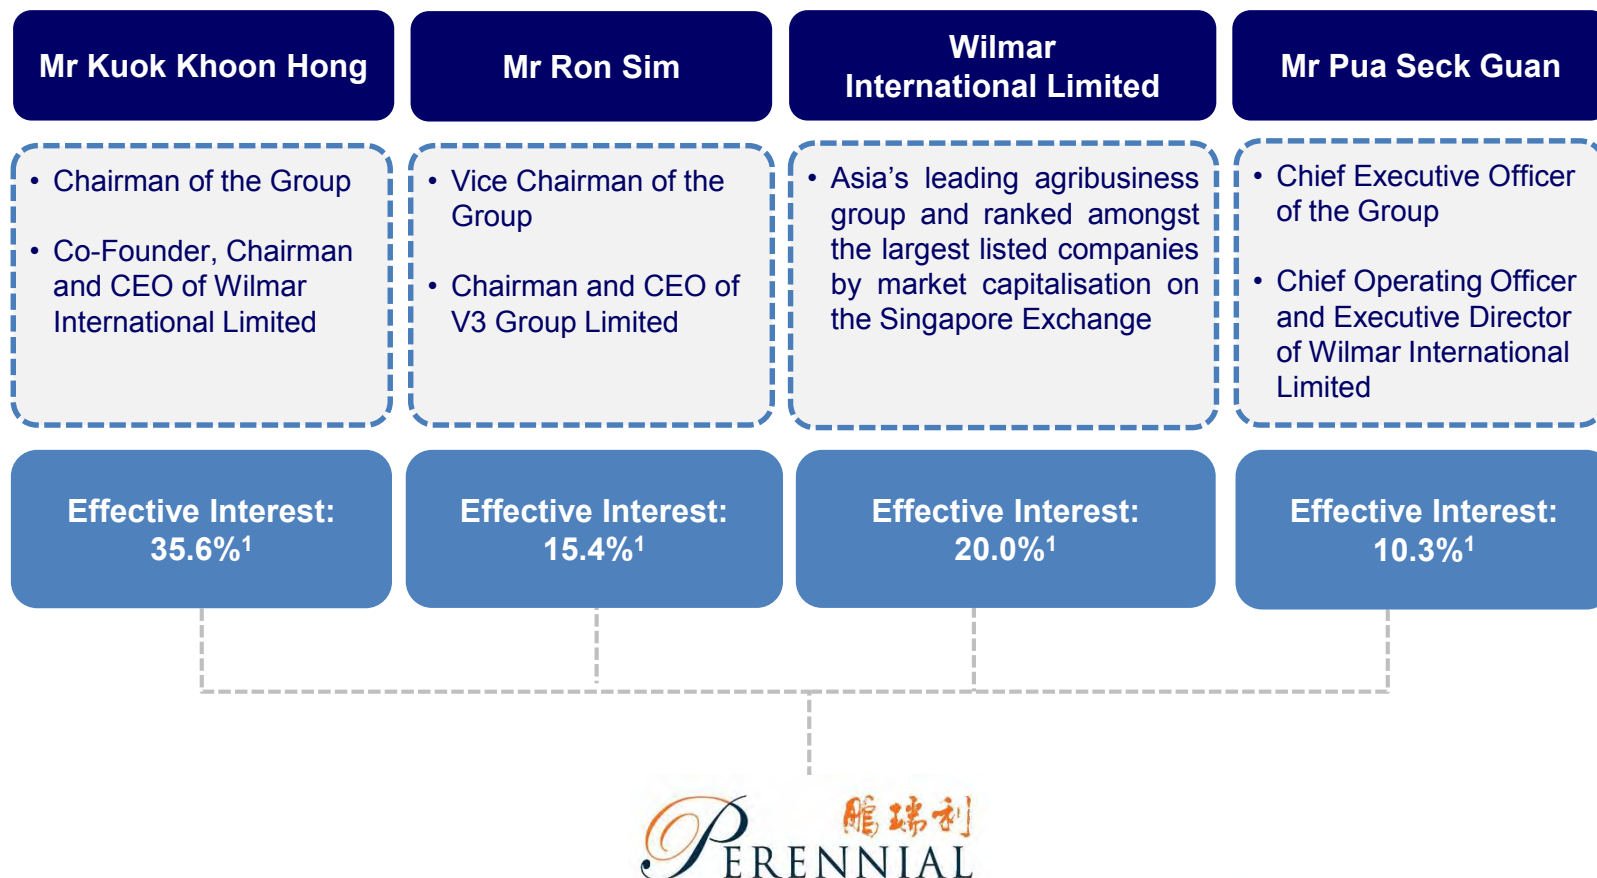 Mr Kuok Khoon Hong
• Chairman of the Group
• Co-Founder, Chairman
and CEO of Wilmar
International Limited
Effective Interest:
35.6%¹
Mr Ron Sim
• Vice Chairman of the
Group
• Chairman and CEO of
V3 Group Limited
Effective Interest:
15.4%¹
Wilmar
International Limited
• Asia’s leading agribusiness
group and ranked amongst
the largest listed companies
by market capitalisation on
the Singapore Exchange
Effective Interest:
20.0%¹
Mr Pua Seck Guan
• Chief Executive Officer
of the Group
• Chief Operating Officer
and Executive Director
of Wilmar International
Limited
Effective Interest:
10.3%¹
鵬瑞利
PERENNIAL